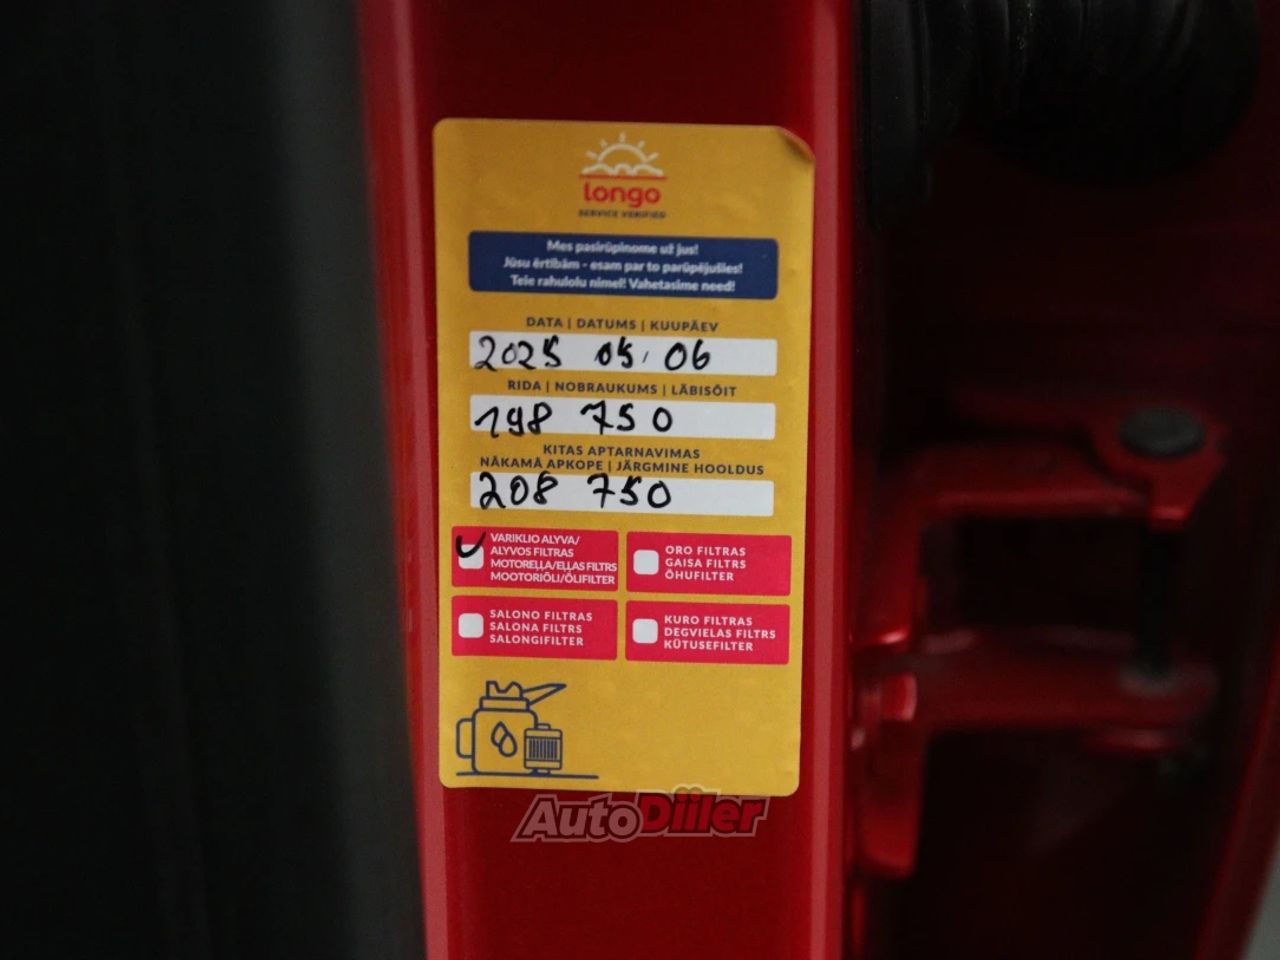 longo
SERVICE VERIFIED
Mes pasirūpinome už jus!
Jūsu ērtībām - esam par to parūpējušies!
Teie rahulolu nimel! Vahetasime need!
DATA | DATUMS | KUUPÄEV
2025 05. 06
RIDA | NOBRAUKUMS | LÄBISÕIT
198 750
KITAS APTARNAVIMAS
NĀKAMĀ APKOPE | JÄRGMINE HOOLDUS
208 750
VARIKLIO ALYVA/
ALYVOS FILTRAS
MOTOREĻĻA/EĻĻAS FILTRS
MOOTORIÕLI/ÕLIFILTER
ORO FILTRAS
GAISA FILTRS
ÕHUFILTER
SALONO FILTRAS
SALONA FILTRS
SALONGIFILTER
KURO FILTRAS
DEGVIELAS FILTRS
KÜTUSEFILTER
AutoDiiler